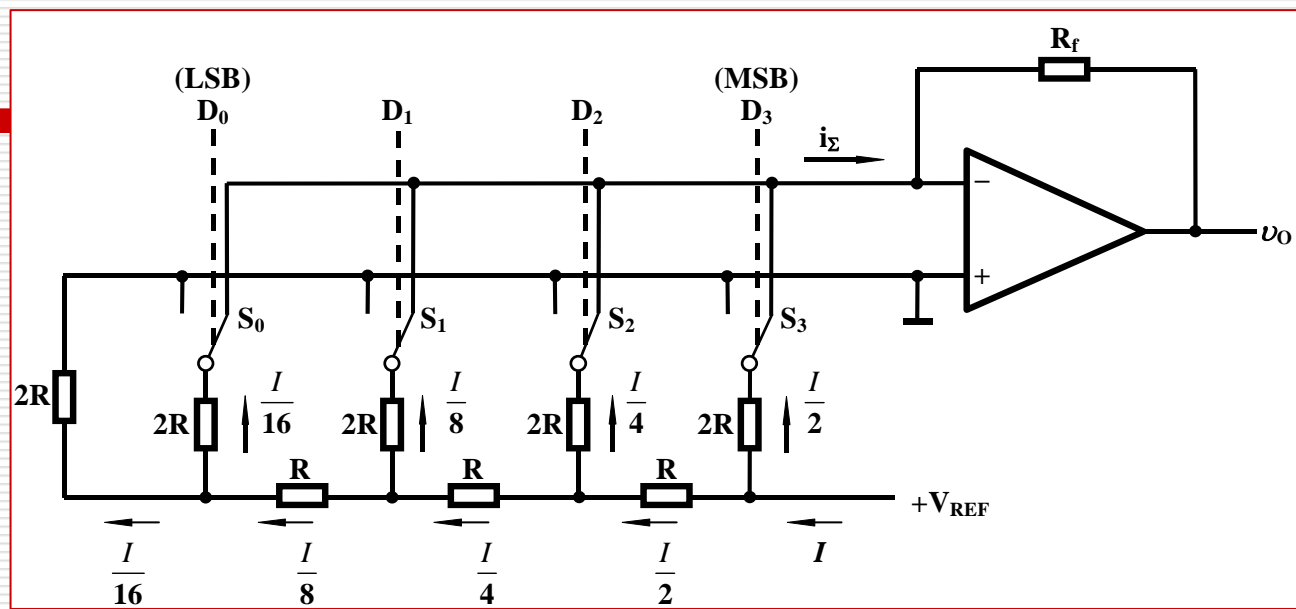 R_f
(LSB) (MSB)
D_0 D_1 D_2 D_3
i_Σ
−
υ_O
+
S_0 S_1 S_2 S_3
2R 2R I/16 2R I/8 2R I/4 2R I/2
R R R
+V_REF
I/16 I/8 I/4 I/2 I